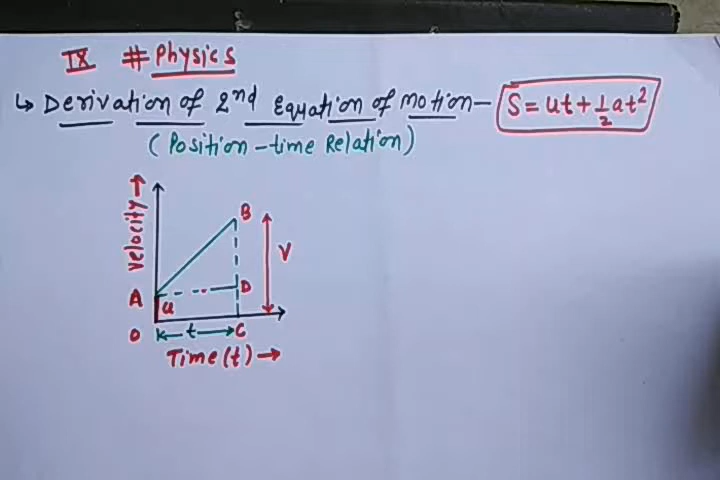 IX # Physics
↳ Derivation of 2nd Equation of motion - S = ut + 1/2 at²
(Position - time Relation)
velocity →
B
V
A
D
u
O
t
C
Time (t) →